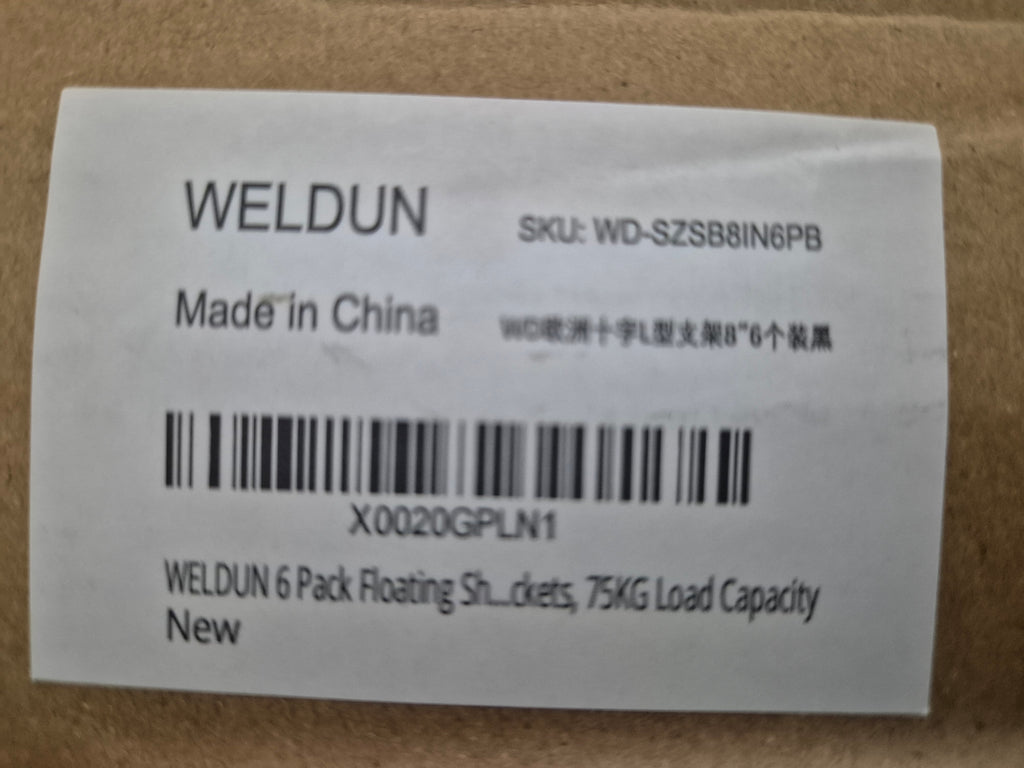 WELDUN
SKU: WD-SZSB8IN6PB
Made in China
WD欧洲十字L型支架8"6个装黑
X0020GPLN1
WELDUN 6 Pack Floating Sh...ckets, 75KG Load Capacity
New